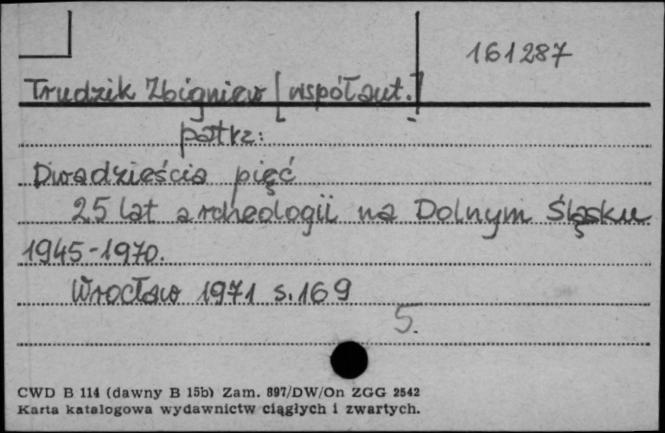 161287
Trudzik Zbigniew [współaut.]
patrz:
Dwadzieścia pięć
25 lat archeologii na Dolnym Śląsku
1945-1970.
Wrocław 1971 s. 169
5.
CWD B 114 (dawny B 15b) Zam. 897/DW/On ZGG 2542
Karta katalogowa wydawnictw ciągłych i zwartych.